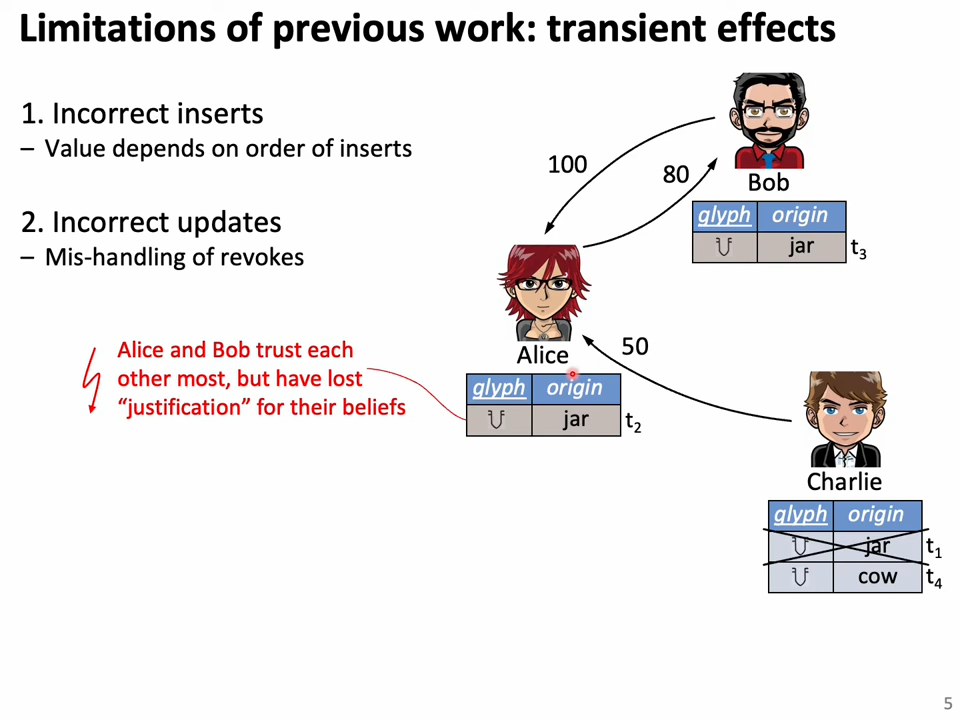 Limitations of previous work: transient effects
1. Incorrect inserts
– Value depends on order of inserts
2. Incorrect updates
– Mis-handling of revokes
100
80
Bob
glyph origin
jar t3
Alice and Bob trust each
other most, but have lost
“justification” for their beliefs
Alice
glyph origin
jar t2
50
Charlie
glyph origin
jar t1
cow t4
5